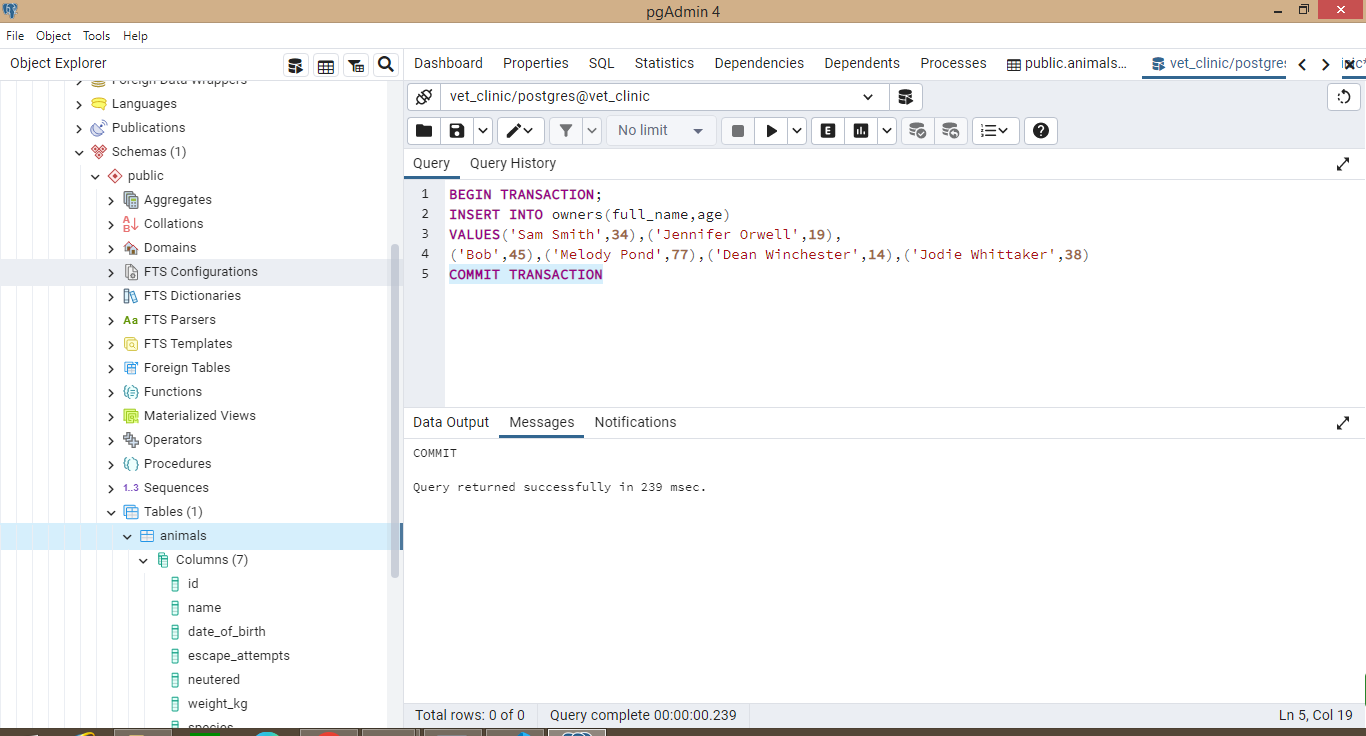 pgAdmin 4
File Object Tools Help
Object Explorer
Foreign Data Wrappers
Languages
Publications
Schemas (1)
public
Aggregates
Collations
Domains
FTS Configurations
FTS Dictionaries
FTS Parsers
FTS Templates
Foreign Tables
Functions
Materialized Views
Operators
Procedures
1..3 Sequences
Tables (1)
animals
Columns (7)
id
name
date_of_birth
escape_attempts
neutered
weight_kg
species
Dashboard Properties SQL Statistics Dependencies Dependents Processes public.animals... vet_clinic/postgres
vet_clinic/postgres@vet_clinic
No limit
Query Query History
1 BEGIN TRANSACTION;
2 INSERT INTO owners(full_name,age)
3 VALUES('Sam Smith',34),('Jennifer Orwell',19),
4 ('Bob',45),('Melody Pond',77),('Dean Winchester',14),('Jodie Whittaker',38)
5 COMMIT TRANSACTION
Data Output Messages Notifications
COMMIT
Query returned successfully in 239 msec.
Total rows: 0 of 0 Query complete 00:00:00.239 Ln 5, Col 19